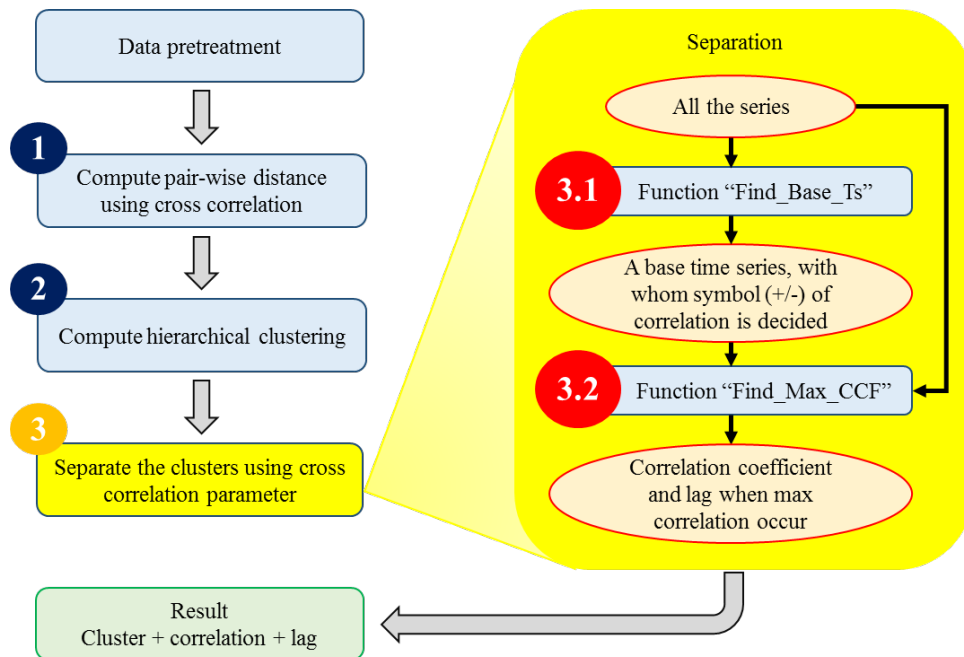 Data pretreatment
1
Compute pair-wise distance
using cross correlation
2
Compute hierarchical clustering
3
Separate the clusters using cross
correlation parameter
Result
Cluster + correlation + lag
Separation
All the series
3.1
Function “Find_Base_Ts”
A base time series, with
whom symbol (+/-) of
correlation is decided
3.2
Function “Find_Max_CCF”
Correlation coefficient
and lag when max
correlation occur